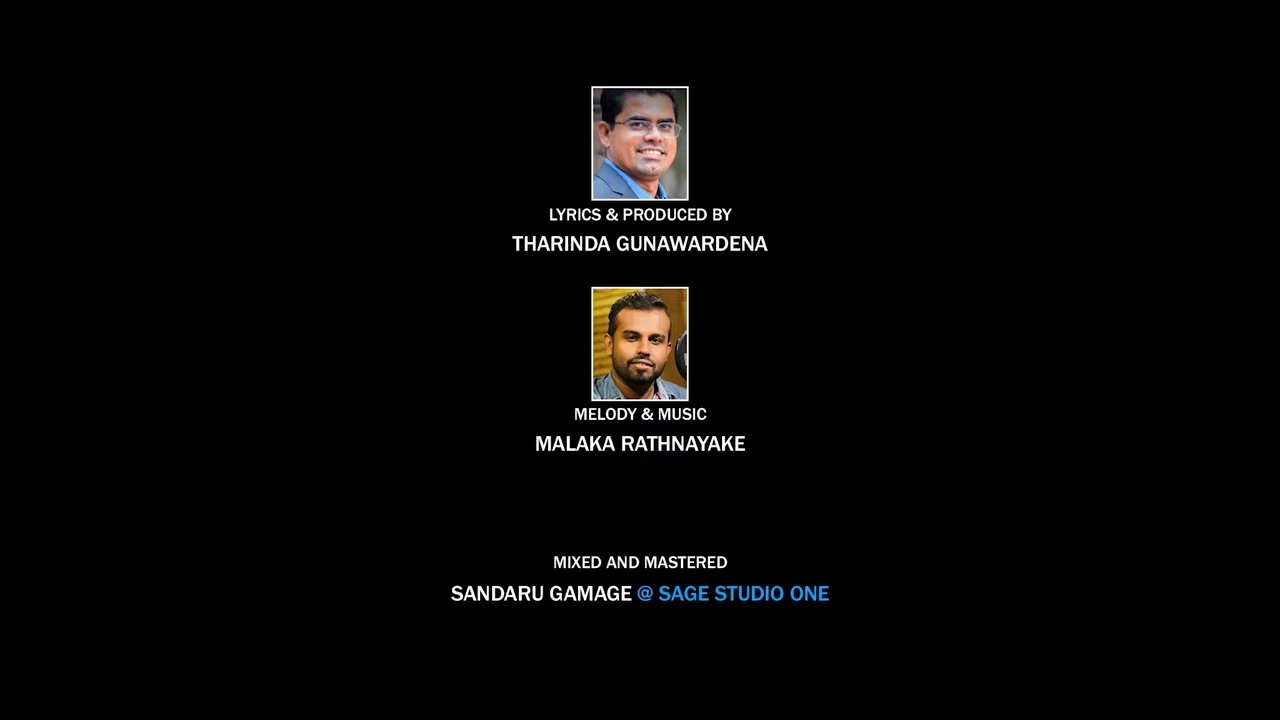 LYRICS & PRODUCED BY
THARINDA GUNAWARDENA
MELODY & MUSIC
MALAKA RATHNAYAKE
MIXED AND MASTERED
SANDARU GAMAGE @ SAGE STUDIO ONE